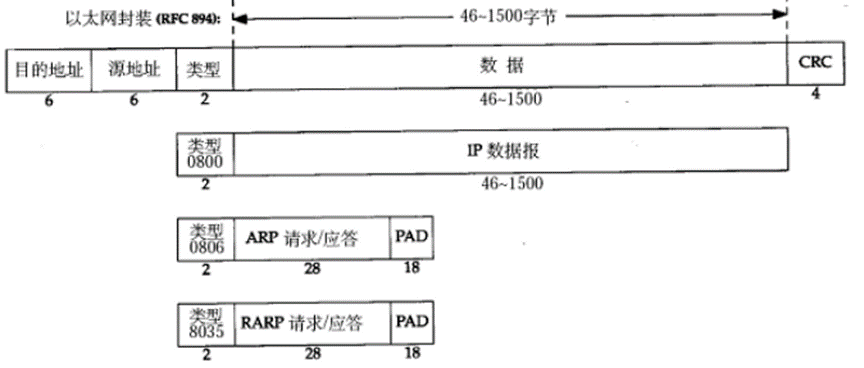 以太网封装 (RFC 894):
46~1500字节
目的地址 源地址 类型 数 据 CRC
6 6 2 46~1500 4
类型
0800
IP 数据报
2 46~1500
类型
0806
ARP 请求/应答 PAD
2 28 18
类型
8035
RARP 请求/应答 PAD
2 28 18